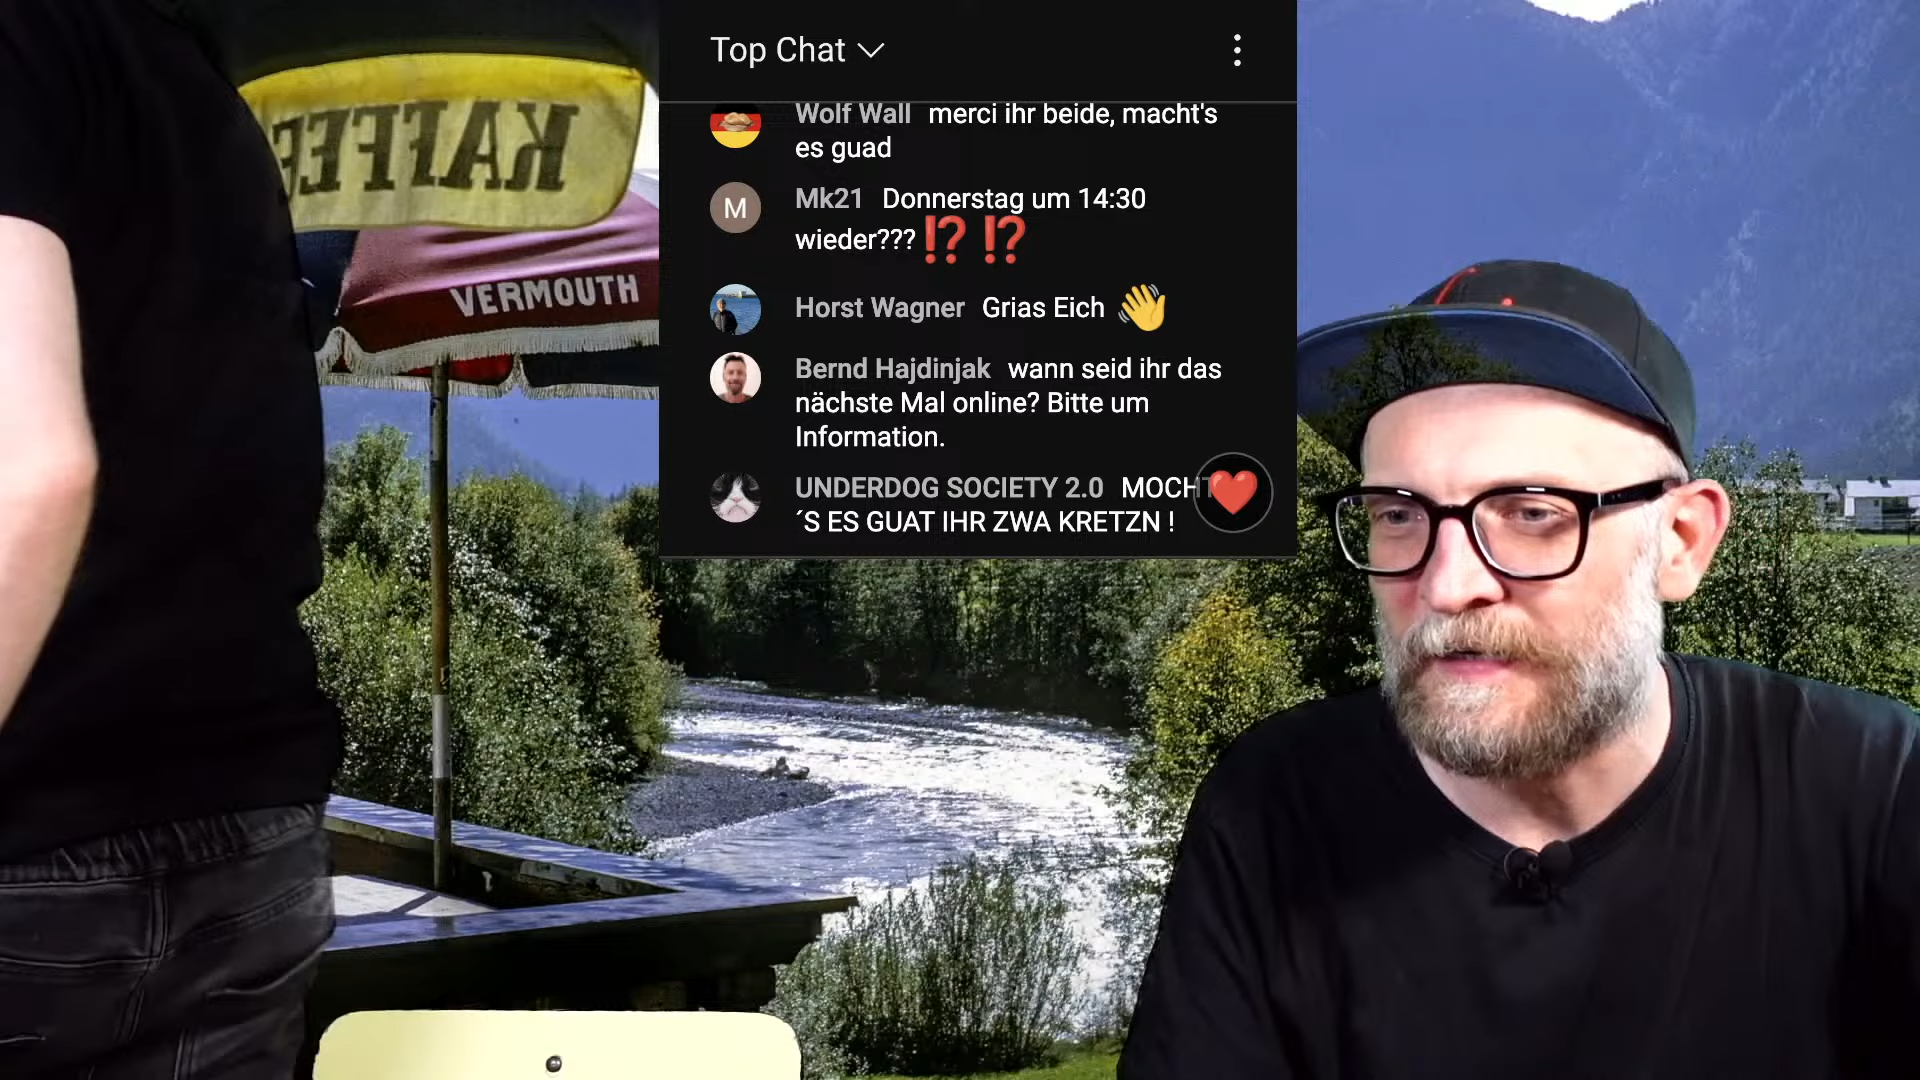 Top Chat
KAFFEE
VERMOUTH
Wolf Wall merci ihr beide, macht's
es guad
M
Mk21 Donnerstag um 14:30
wieder???⁉️ ⁉️
Horst Wagner Grias Eich 👋
Bernd Hajdinjak wann seid ihr das
nächste Mal online? Bitte um
Information.
UNDERDOG SOCIETY 2.0 MOCHT
´S ES GUAT IHR ZWA KRETZN !